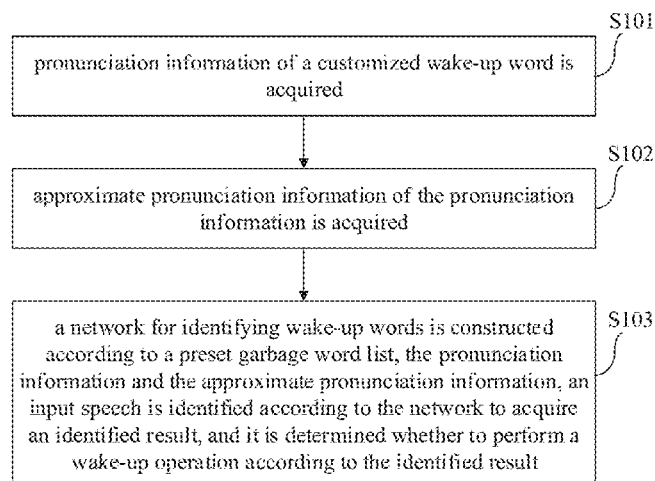 S101
pronunciation information of a customized wake-up word is
acquired
S102
approximate pronunciation information of the pronunciation
information is acquired
S103
a network for identifying wake-up words is constructed
according to a preset garbage word list, the pronunciation
information and the approximate pronunciation information, an
input speech is identified according to the network to acquire
an identified result, and it is determined whether to perform a
wake-up operation according to the identified result